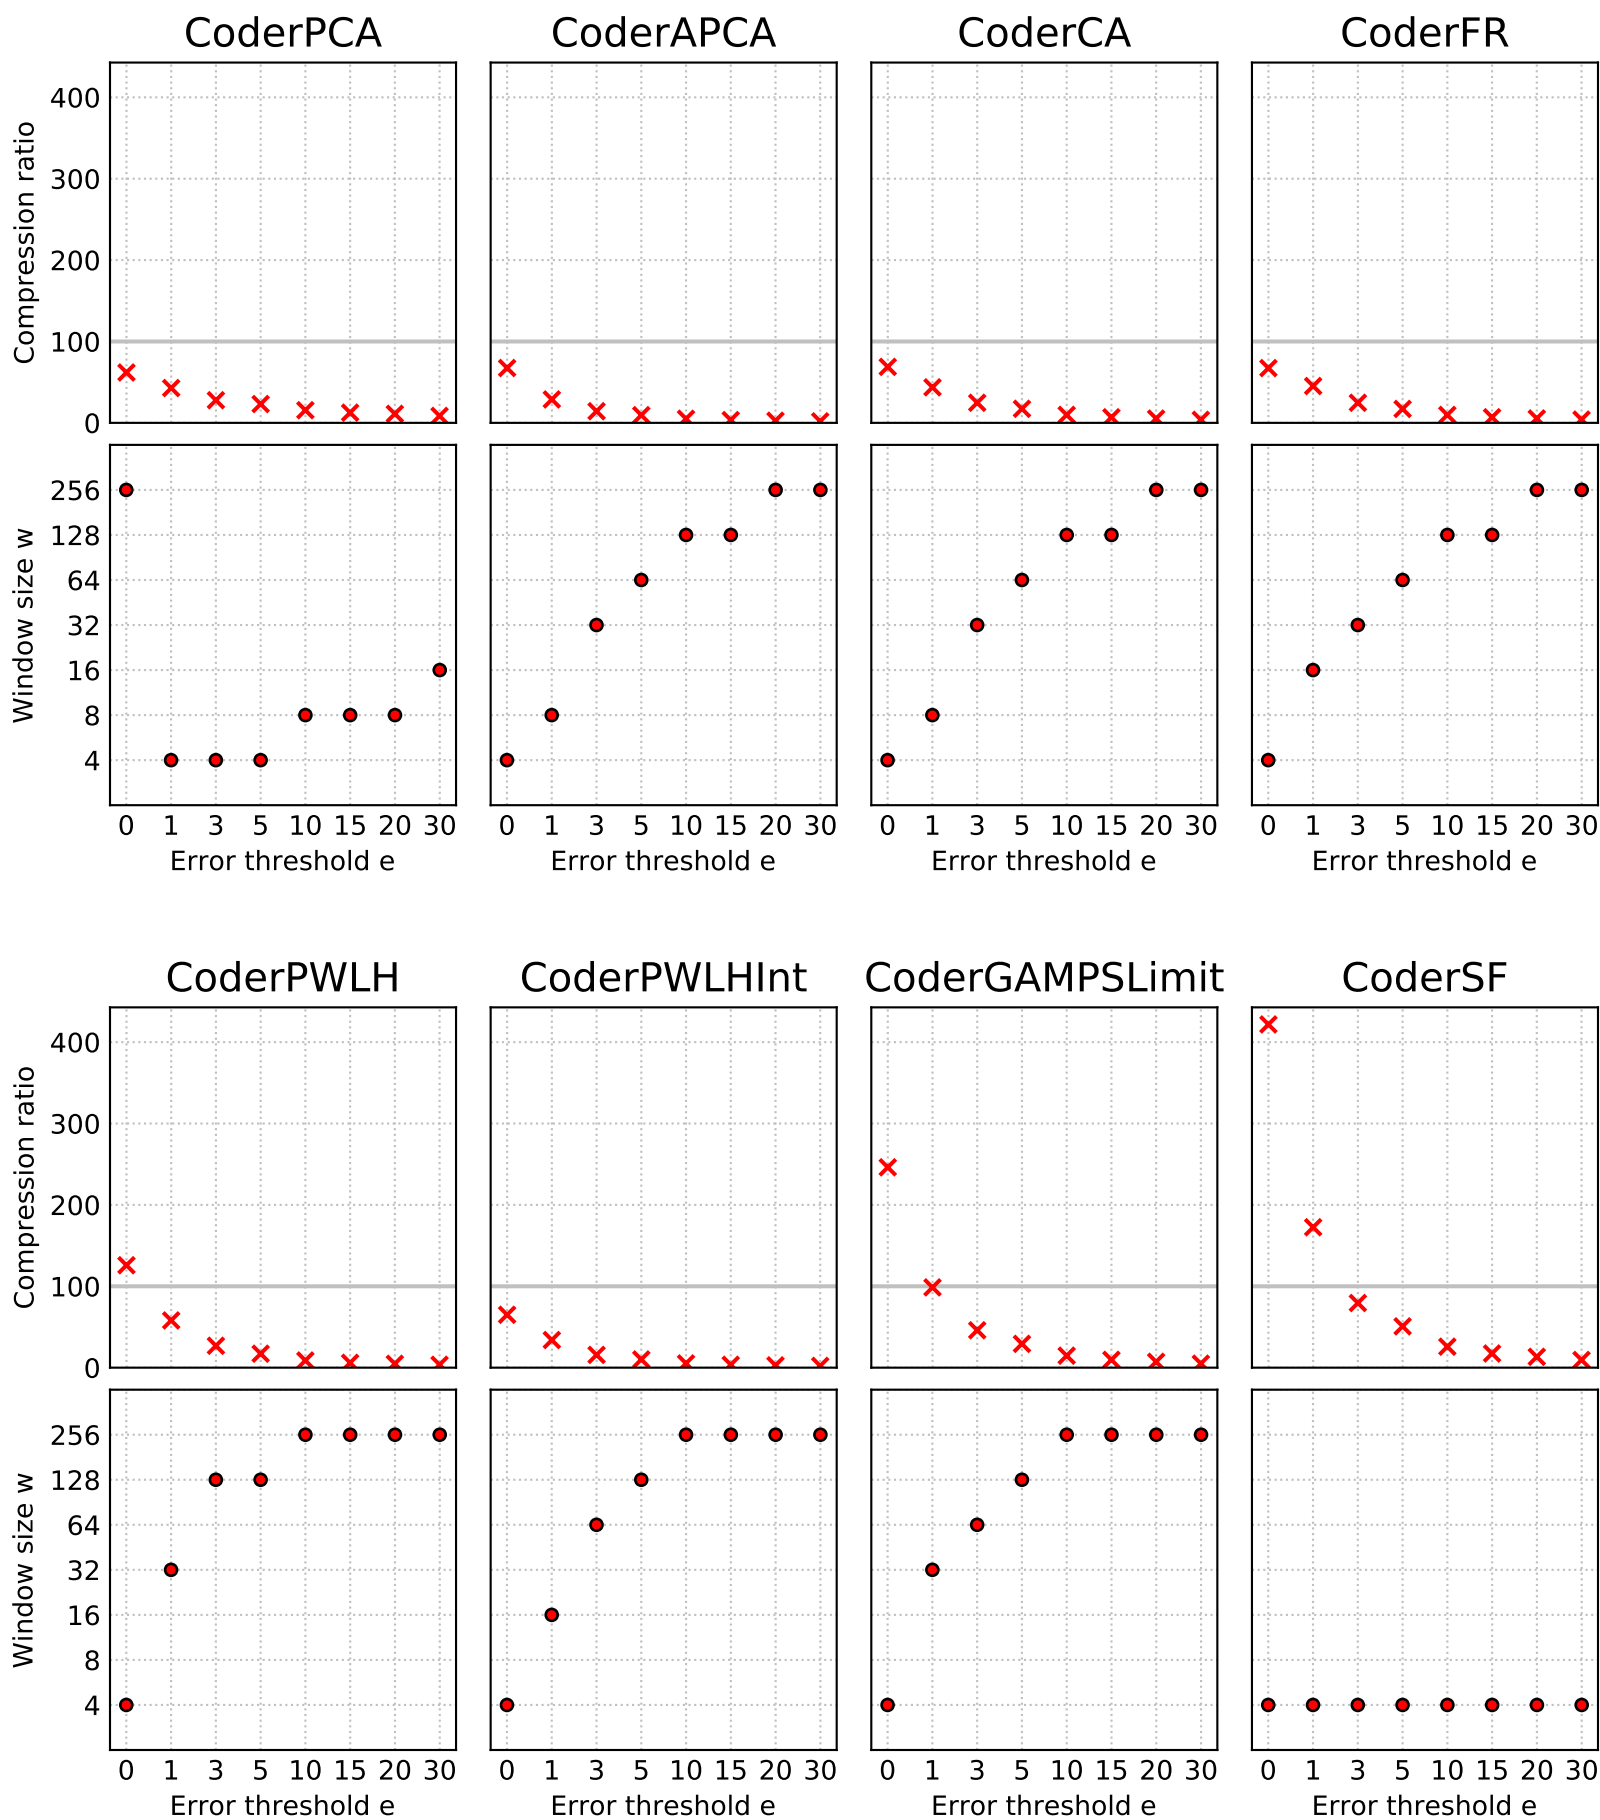 CoderPCA CoderAPCA CoderCA CoderFR
Compression ratio
400
300
200
100
0
Window size w
256
128
64
32
16
8
4
0 1 3 5 10 15 20 30 0 1 3 5 10 15 20 30 0 1 3 5 10 15 20 30 0 1 3 5 10 15 20 30
Error threshold e Error threshold e Error threshold e Error threshold e
CoderPWLH CoderPWLHInt CoderGAMPSLimit CoderSF
Compression ratio
400
300
200
100
0
Window size w
256
128
64
32
16
8
4
0 1 3 5 10 15 20 30 0 1 3 5 10 15 20 30 0 1 3 5 10 15 20 30 0 1 3 5 10 15 20 30
Error threshold e Error threshold e Error threshold e Error threshold e